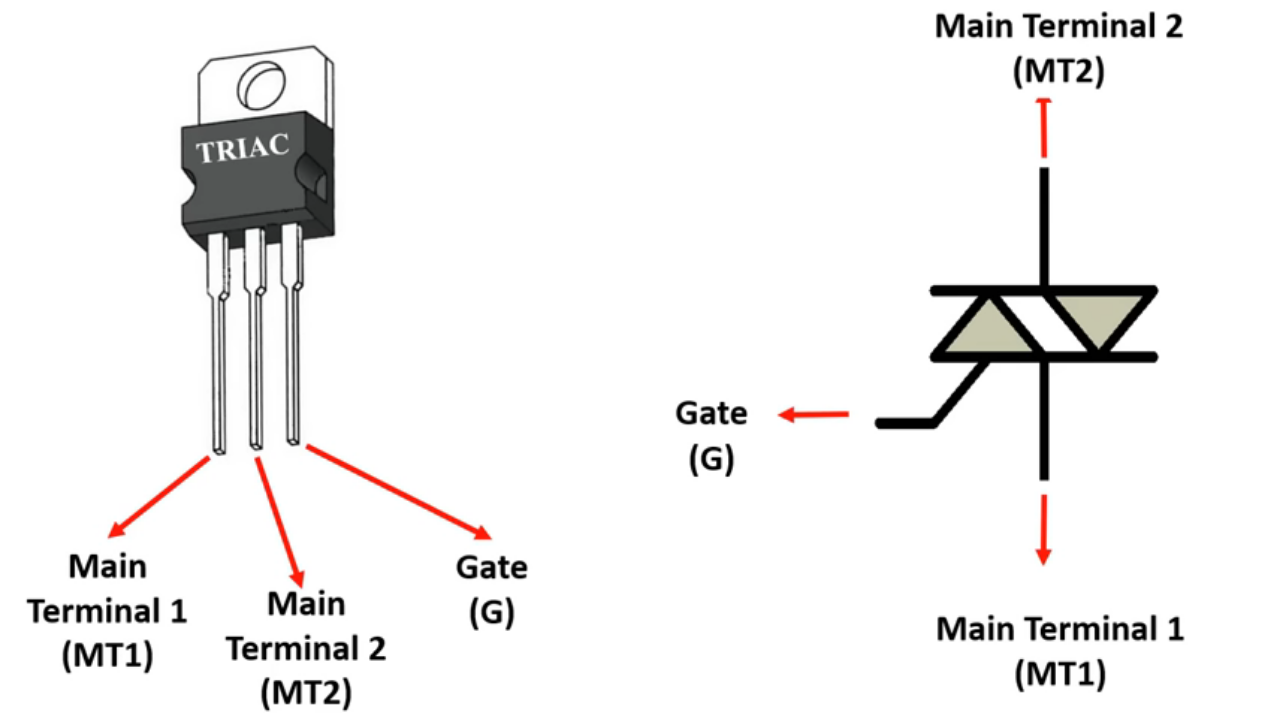 TRIAC
Main
Terminal 1
(MT1)
Main
Terminal 2
(MT2)
Gate
(G)
Main Terminal 2
(MT2)
Gate
(G)
Main Terminal 1
(MT1)